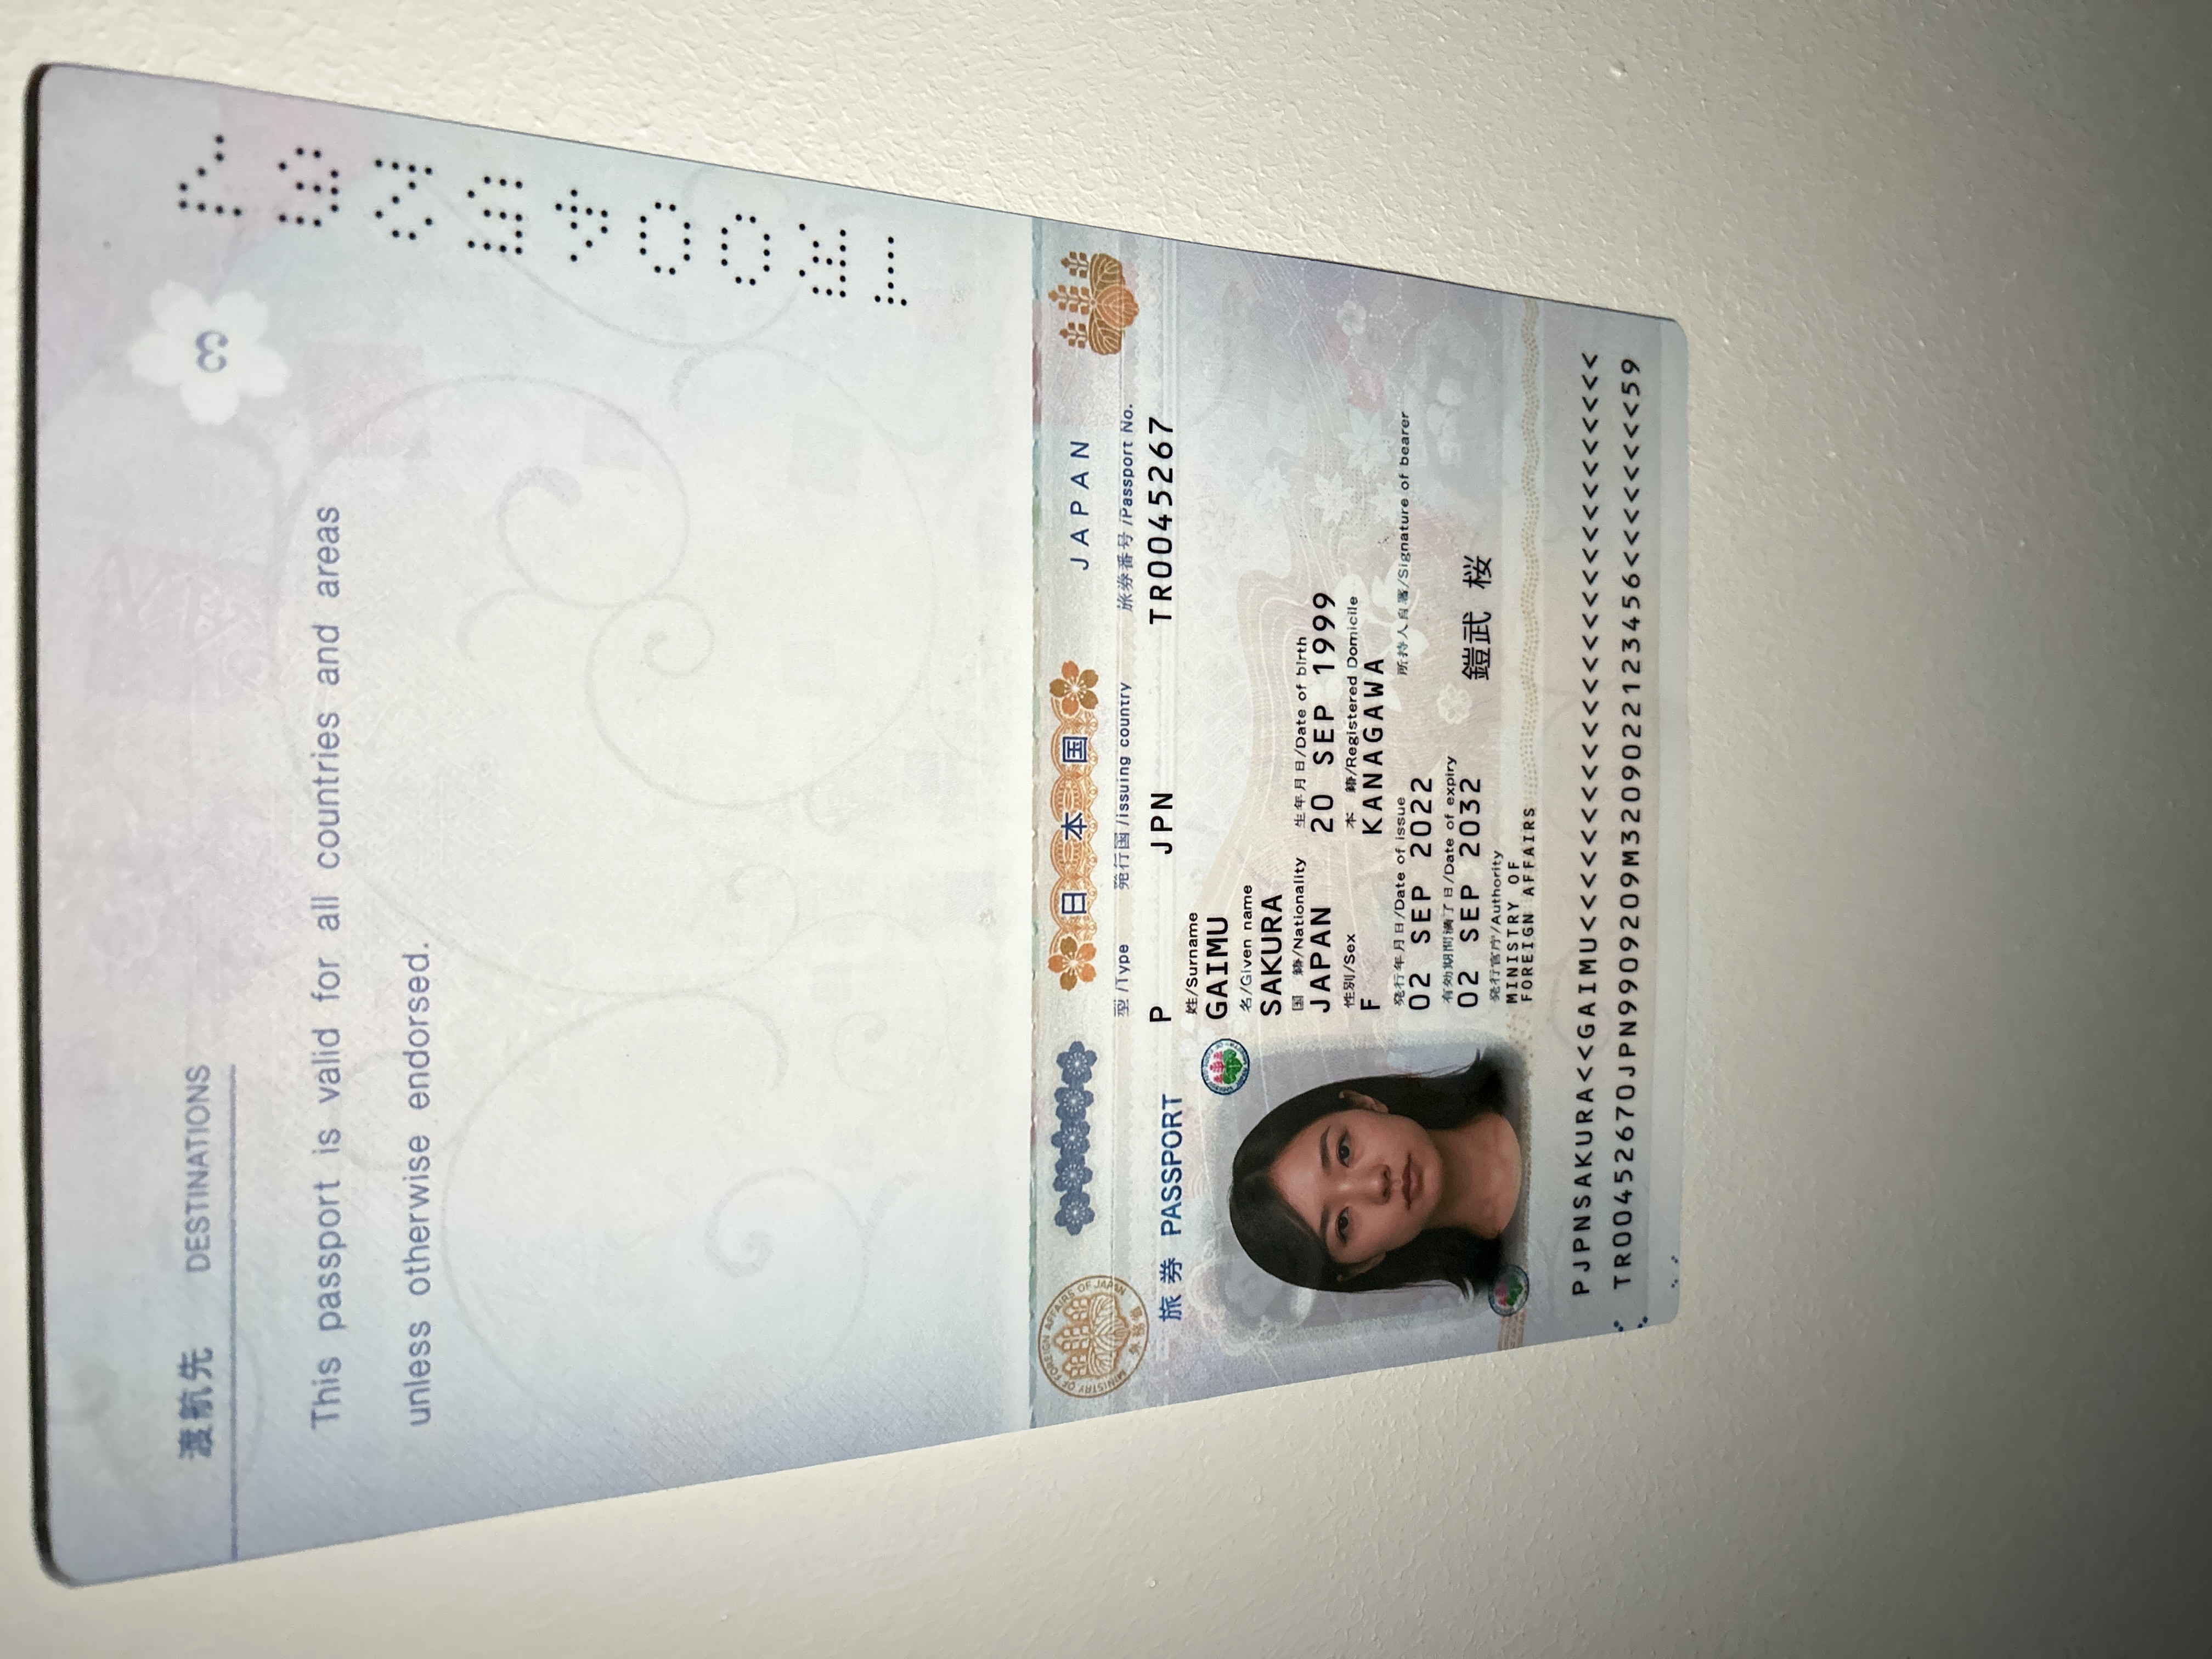 渡航先 DESTINATIONS
3
This passport is valid for all countries and areas
unless otherwise endorsed.
TR0045267
MINISTRY OF FOREIGN AFFAIRS OF JAPAN
外務省
日本国
JAPAN
型/Type 発行国/Issuing country 旅券番号/Passport No.
旅券 PASSPORT
P JPN TR0045267
姓/Surname
GAIMU
名/Given name
SAKURA
国 籍/Nationality 生年月日/Date of birth
JAPAN 20 SEP 1999
性別/Sex 本 籍/Registered Domicile
F KANAGAWA
発行年月日/Date of issue 所持人自署/Signature of bearer
02 SEP 2022
有効期間満了日/Date of expiry
02 SEP 2032
鎧武 桜
発行官庁/Authority
MINISTRY OF
FOREIGN AFFAIRS
PJPNSAKURA<<GAIMU<<<<<<<<<<<<<<<<<<<<<<<<<<<
TR00452670JPN9909209M3209022123456<<<<<<<<59